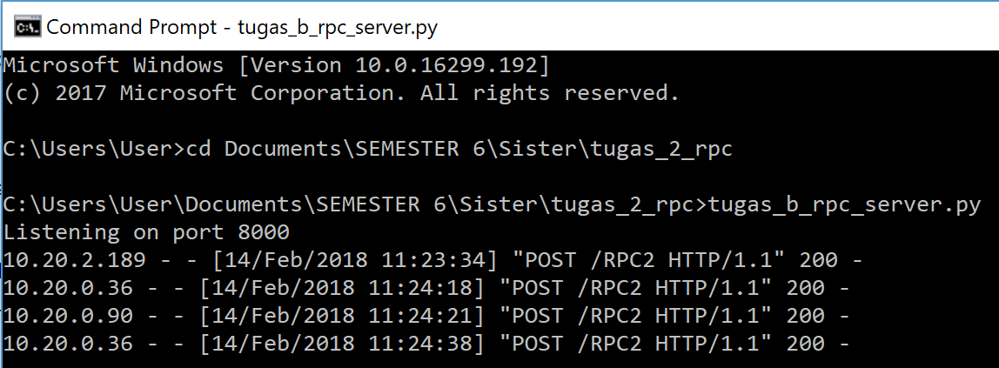 Command Prompt - tugas_b_rpc_server.py
Microsoft Windows [Version 10.0.16299.192]
(c) 2017 Microsoft Corporation. All rights reserved.
C:\Users\User>cd Documents\SEMESTER 6\Sister\tugas_2_rpc
C:\Users\User\Documents\SEMESTER 6\Sister\tugas_2_rpc>tugas_b_rpc_server.py
Listening on port 8000
10.20.2.189 - - [14/Feb/2018 11:23:34] "POST /RPC2 HTTP/1.1" 200 -
10.20.0.36 - - [14/Feb/2018 11:24:18] "POST /RPC2 HTTP/1.1" 200 -
10.20.0.90 - - [14/Feb/2018 11:24:21] "POST /RPC2 HTTP/1.1" 200 -
10.20.0.36 - - [14/Feb/2018 11:24:38] "POST /RPC2 HTTP/1.1" 200 -